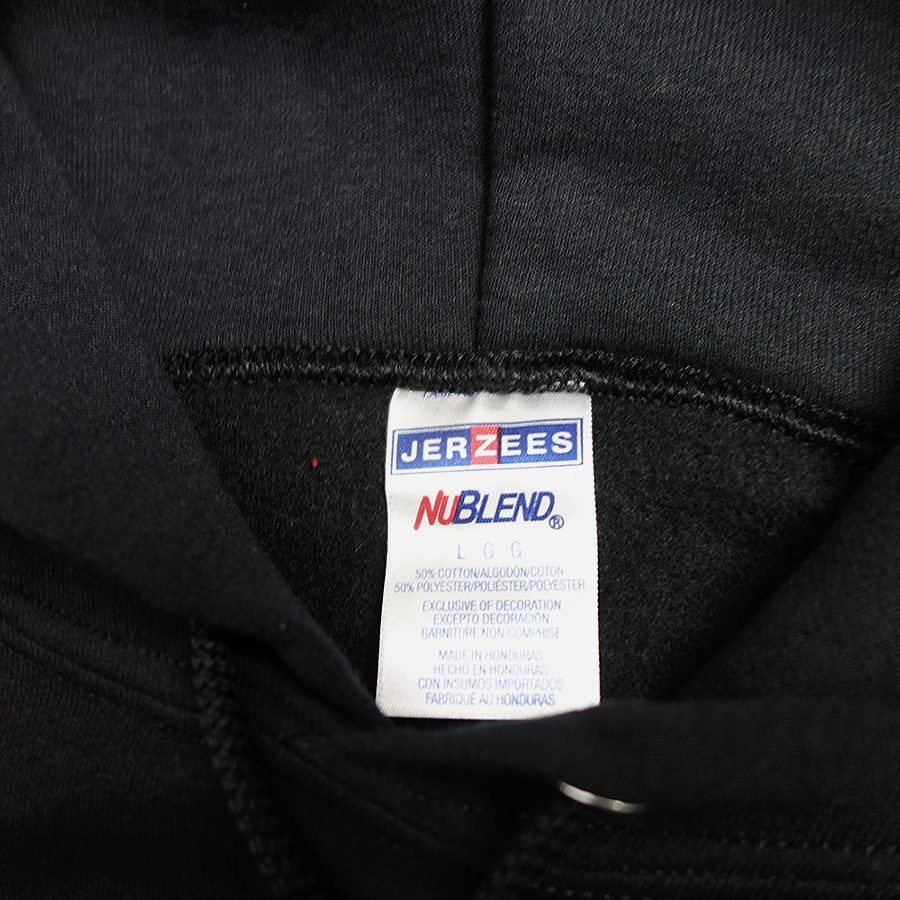 JERZEES
NUBLEND®
L G G
50% COTTON/ALGODÓN/COTON
50% POLYESTER/POLIÉSTER/POLYESTER
EXCLUSIVE OF DECORATION
EXCEPTO DECORACIÓN
GARNITURE NON COMPRISE
MADE IN HONDURAS
HECHO EN HONDURAS
CON INSUMOS IMPORTADOS
FABRIQUÉ AU HONDURAS